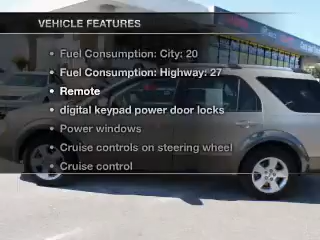 VEHICLE FEATURES
• Fuel Consumption: City: 20
• Fuel Consumption: Highway: 27
• Remote
• digital keypad power door locks
• Power windows
• Cruise controls on steering wheel
• Cruise control